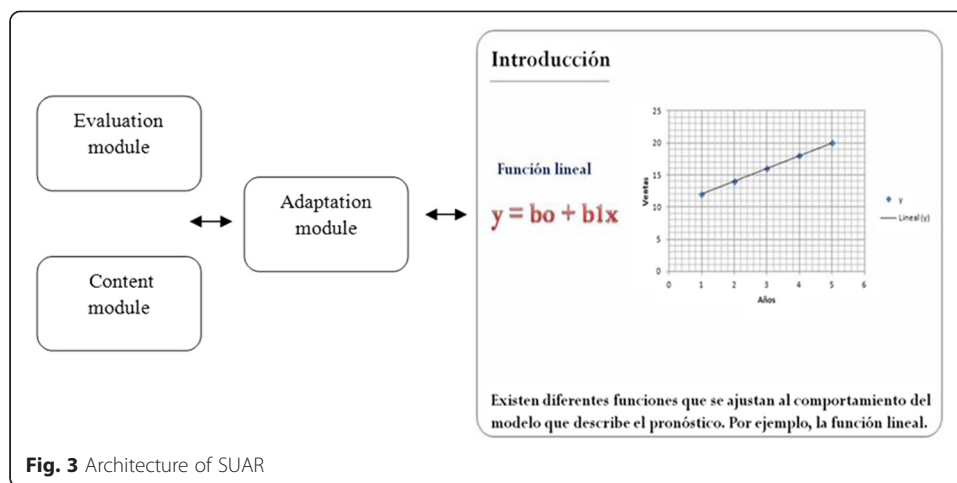 Evaluation
module
Content
module
Adaptation
module
Introducción
Función lineal
y = bo + b1x
Ventas
25
20
15
10
5
0
0 1 2 3 4 5 6
Años
y
Lineal (y)
Existen diferentes funciones que se ajustan al comportamiento del
modelo que describe el pronóstico. Por ejemplo, la función lineal.
Fig. 3 Architecture of SUAR